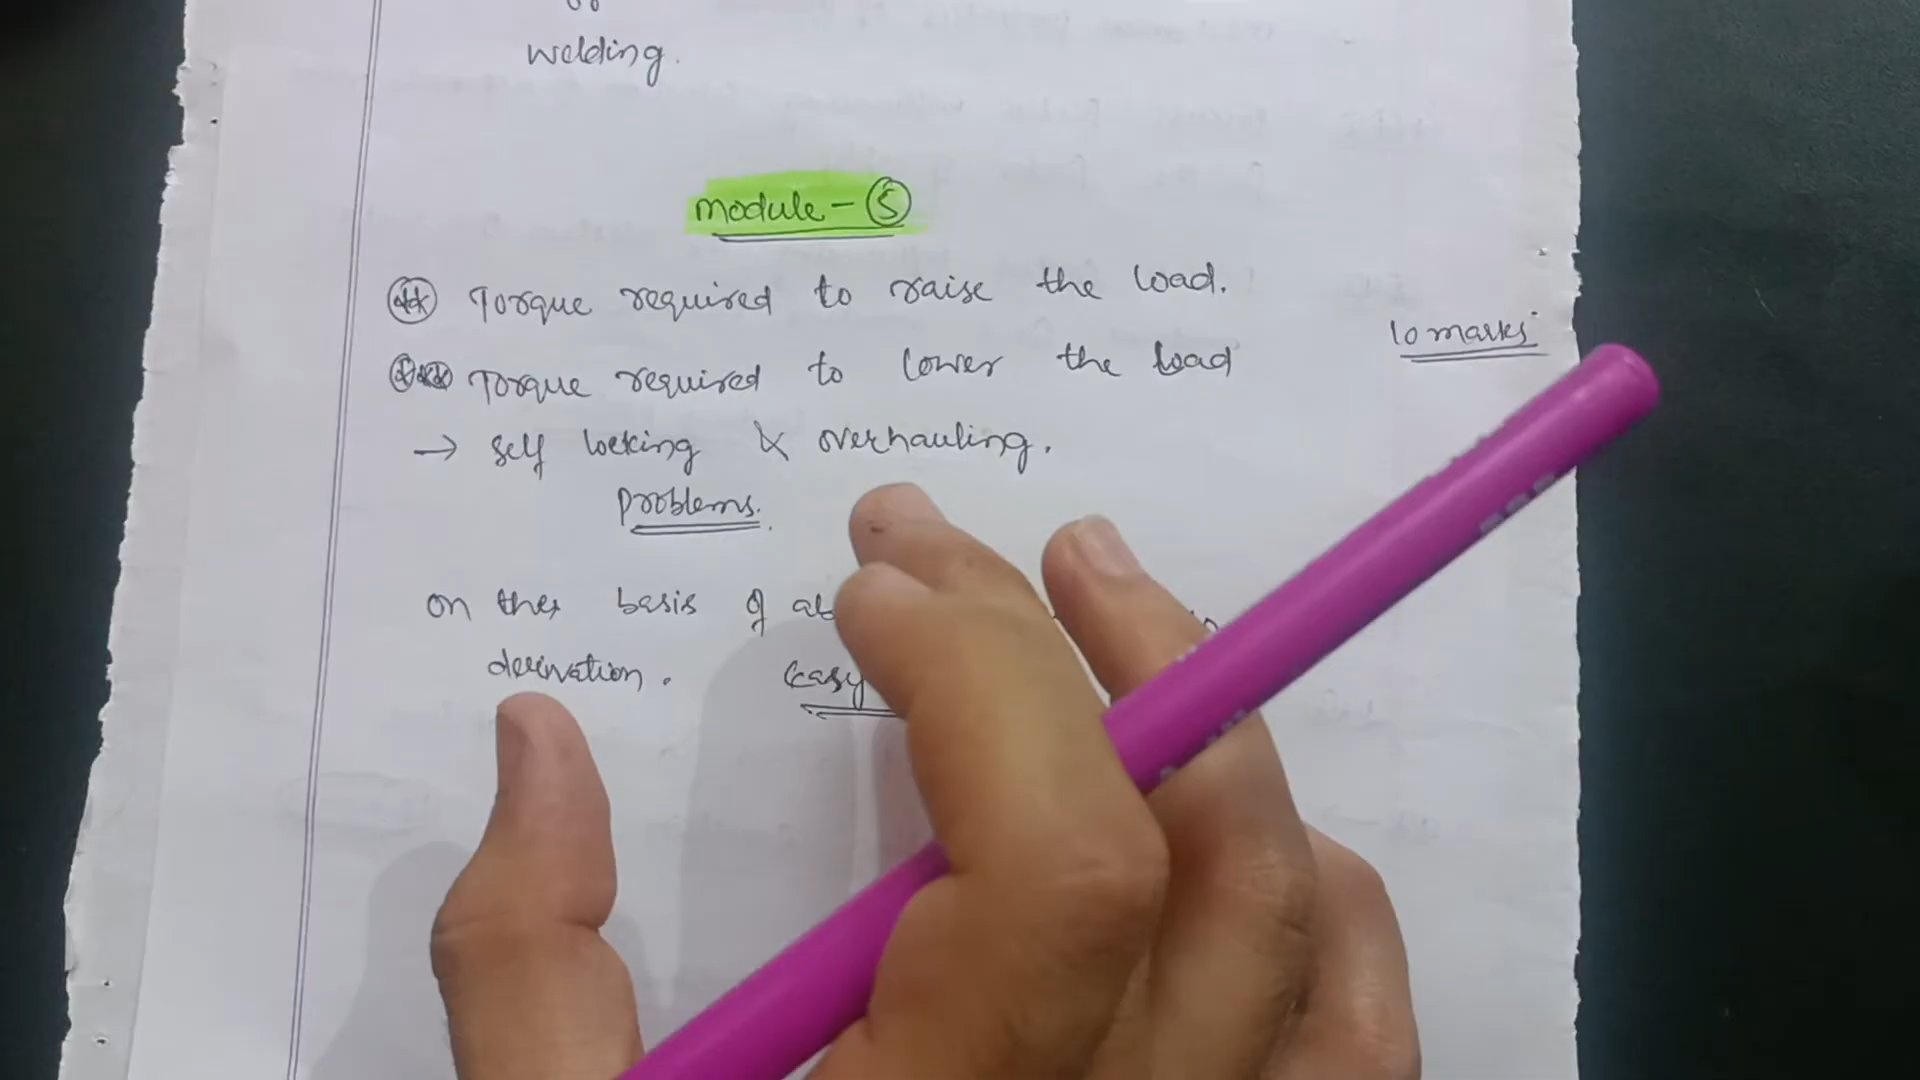 welding.
Module - 5
** Torque required to raise the load.
*** Torque required to lower the load
10 marks
→ Self locking & overhauling.
Problems.
on the basis of
derivation. easy